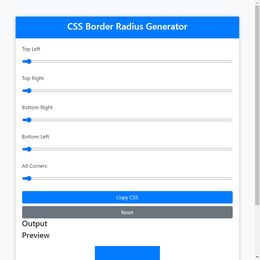 CSS Border Radius Generator
Top Left
Top Right
Bottom Right
Bottom Left
All Corners
Copy CSS
Reset
Output
Preview